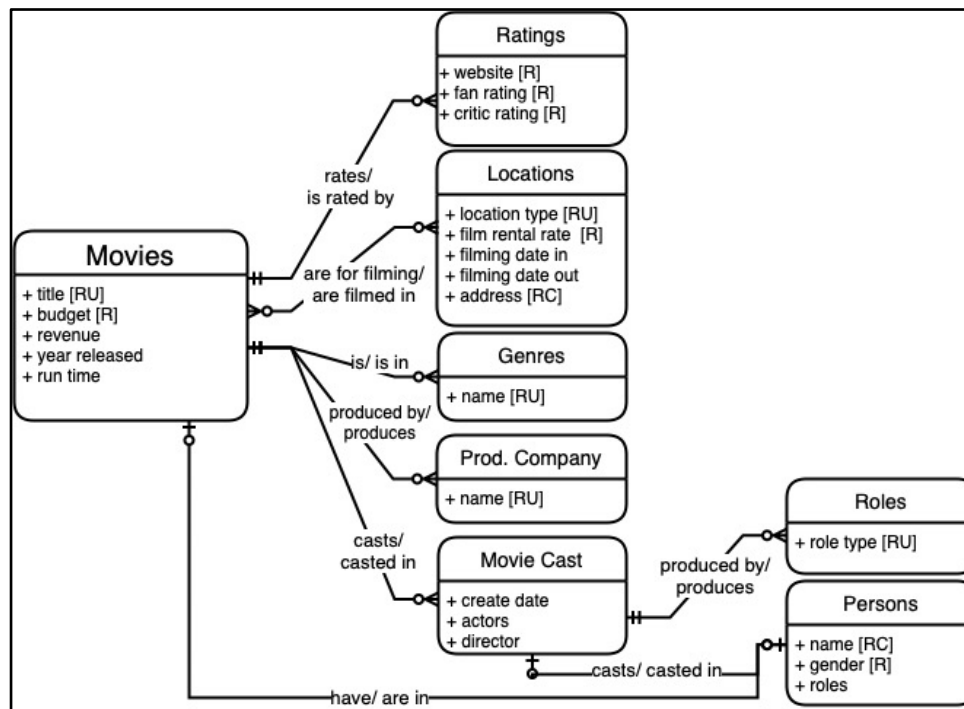 Ratings
+ website [R]
+ fan rating [R]
+ critic rating [R]
rates/
is rated by
Locations
+ location type [RU]
+ film rental rate [R]
+ filming date in
+ filming date out
+ address [RC]
Movies
+ title [RU]
+ budget [R]
+ revenue
+ year released
+ run time
are for filming/
are filmed in
Genres
+ name [RU]
is/ is in
produced by/
produces
Prod. Company
+ name [RU]
casts/
casted in
Movie Cast
+ create date
+ actors
+ director
Roles
+ role type [RU]
produced by/
produces
Persons
+ name [RC]
+ gender [R]
+ roles
casts/ casted in
have/ are in